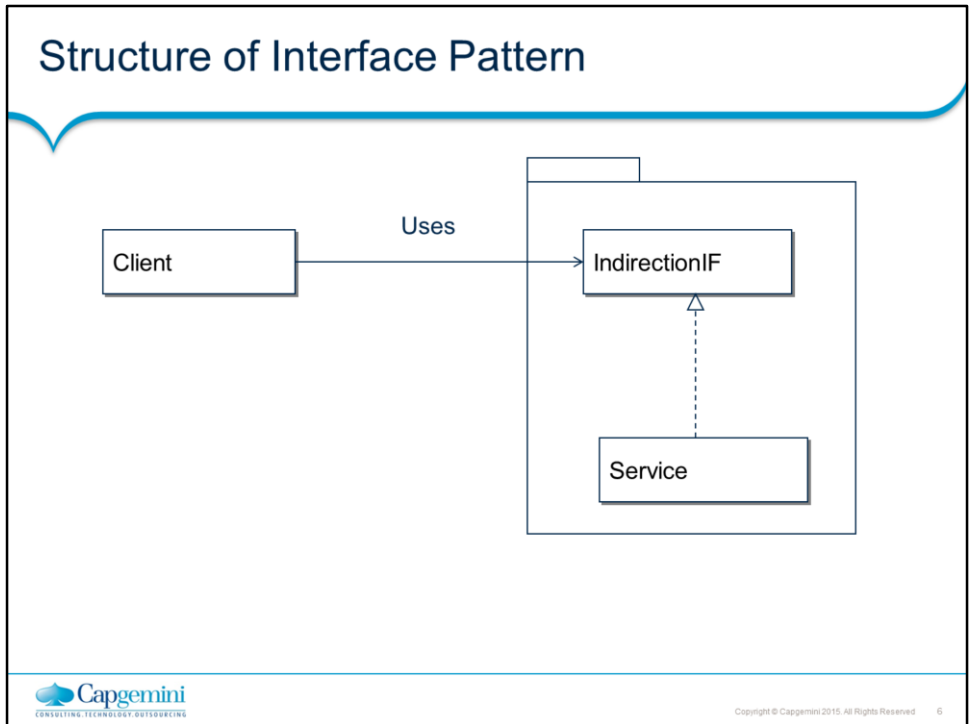 Structure of Interface Pattern
Uses
Client
IndirectionIF
Service
Capgemini
CONSULTING.TECHNOLOGY.OUTSOURCING
Copyright © Capgemini 2015. All Rights Reserved 6